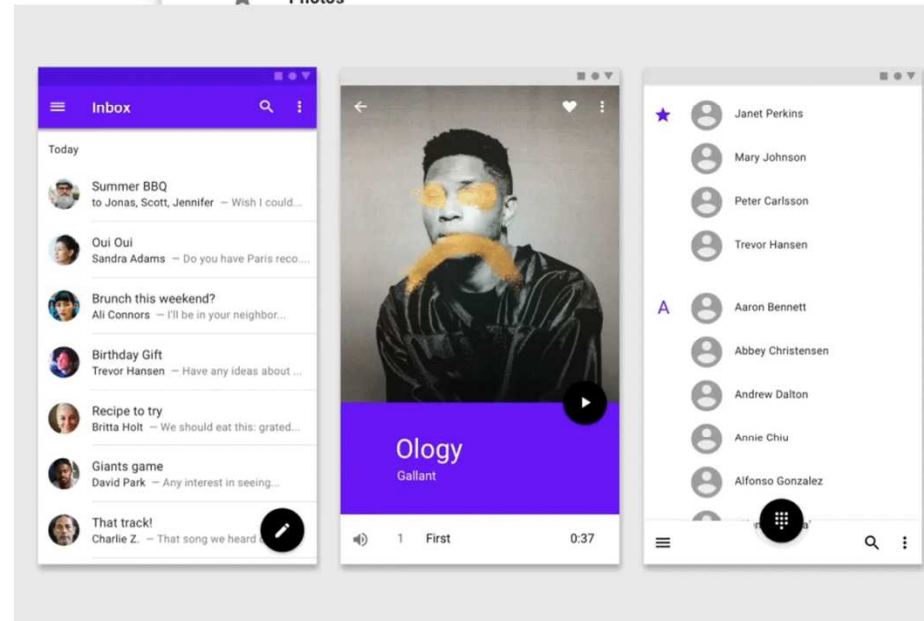 Photos
Inbox
Today
Summer BBQ
to Jonas, Scott, Jennifer — Wish I could...
Oui Oui
Sandra Adams — Do you have Paris reco....
Brunch this weekend?
Ali Connors — I'll be in your neighbor...
Birthday Gift
Trevor Hansen — Have any ideas about ...
Recipe to try
Britta Holt — We should eat this: grated...
Giants game
David Park — Any interest in seeing...
That track!
Charlie Z. — That song we heard
Ology
Gallant
1 First 0:37
Janet Perkins
Mary Johnson
Peter Carlsson
Trevor Hansen
A Aaron Bennett
Abbey Christensen
Andrew Dalton
Annie Chiu
Alfonso Gonzalez